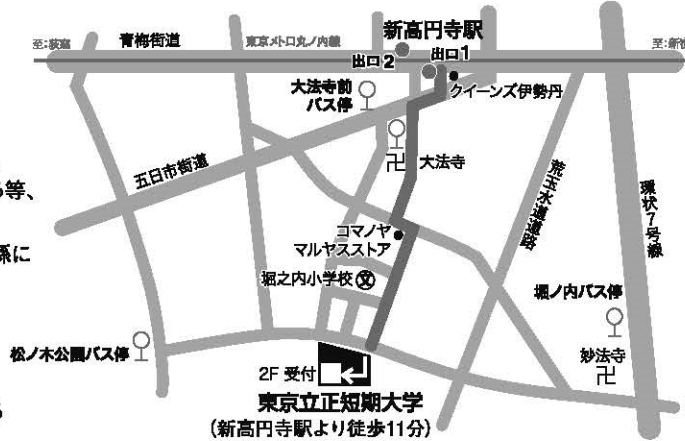 新高円寺駅
至:荻窪
青梅街道
東京メトロ丸ノ内線
出口2
出口1
クイーンズ伊勢丹
大法寺前
バス停
五日市街道
大法寺
荒玉水道道路
環状7号線
コマノヤ
マルヤスストア
堀之内小学校
文
堀ノ内バス停
妙法寺
松ノ木公園バス停
2F 受付
東京立正短期大学
(新高円寺駅より徒歩11分)